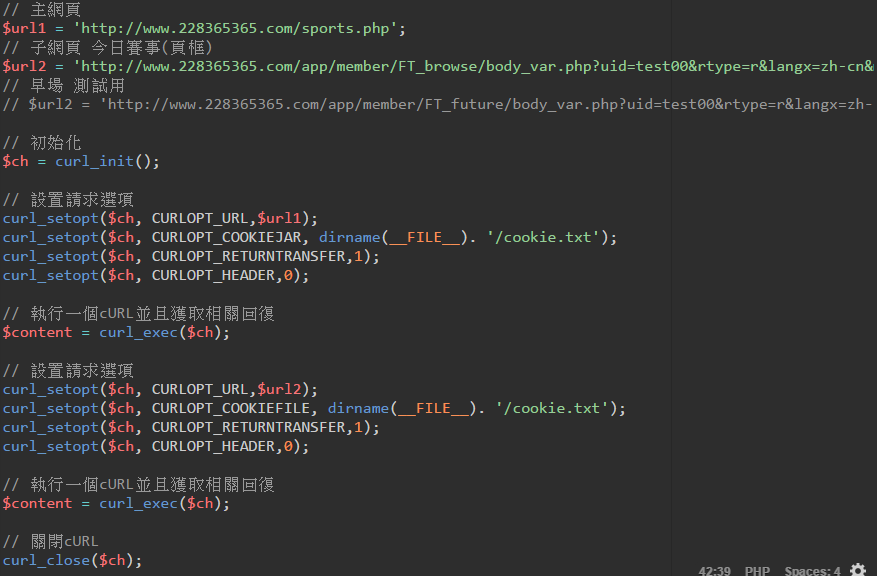 // 主網頁
$url1 = 'http://www.228365365.com/sports.php';
// 子網頁 今日賽事(頁框)
$url2 = 'http://www.228365365.com/app/member/FT_browse/body_var.php?uid=test00&rtype=r&langx=zh-cn&
// 早場 測試用
// $url2 = 'http://www.228365365.com/app/member/FT_future/body_var.php?uid=test00&rtype=r&langx=zh-
// 初始化
$ch = curl_init();
// 設置請求選項
curl_setopt($ch, CURLOPT_URL,$url1);
curl_setopt($ch, CURLOPT_COOKIEJAR, dirname(__FILE__). '/cookie.txt');
curl_setopt($ch, CURLOPT_RETURNTRANSFER,1);
curl_setopt($ch, CURLOPT_HEADER,0);
// 執行一個cURL並且獲取相關回復
$content = curl_exec($ch);
// 設置請求選項
curl_setopt($ch, CURLOPT_URL,$url2);
curl_setopt($ch, CURLOPT_COOKIEFILE, dirname(__FILE__). '/cookie.txt');
curl_setopt($ch, CURLOPT_RETURNTRANSFER,1);
curl_setopt($ch, CURLOPT_HEADER,0);
// 執行一個cURL並且獲取相關回復
$content = curl_exec($ch);
// 關閉cURL
curl_close($ch);
42:39 PHP Spaces: 4